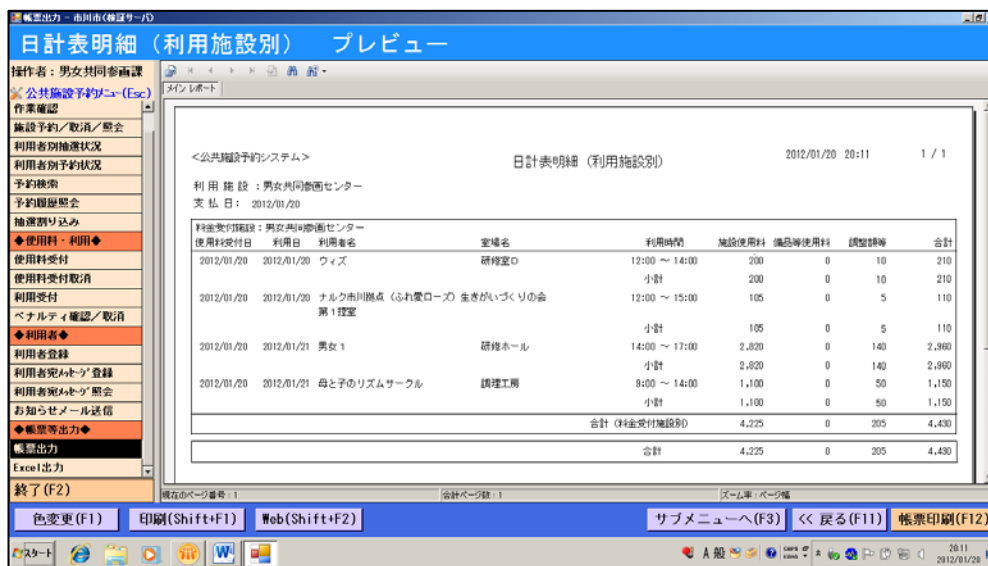 帳票出力 - 市川市(検証サーバ)
日計表明細（利用施設別）　プレビュー
操作者：男女共同参画課
公共施設予約メニュー(Esc)
作業確認
施設予約／取消／照会
利用者別抽選状況
利用者別予約状況
予約検索
予約履歴照会
抽選割り込み
◆使用料・利用◆
使用料受付
使用料受付取消
利用受付
ペナルティ確認／取消
◆利用者◆
利用者登録
利用者宛メッセージ登録
利用者宛メッセージ照会
お知らせメール送信
◆帳票等出力◆
帳票出力
Excel出力
終了(F2)
メインレポート
<公共施設予約システム>
日計表明細（利用施設別）
2012/01/20 20:11
1 / 1
利用施設：男女共同参画センター
支払日： 2012/01/20
料金受付施設：男女共同参画センター
使用料受付日 利用日 利用者名 室場名 利用時間 施設使用料 備品等使用料 調整額等 合計
2012/01/20 2012/01/20 ウィズ 研修室D 12:00 ～ 14:00 200 0 10 210
小計 200 0 10 210
2012/01/20 2012/01/20 ナルク市川拠点（ふれ愛ローズ）生きがいづくりの会 12:00 ～ 15:00 105 0 5 110
小計 105 0 5 110
2012/01/20 2012/01/21 男女1 研修ホール 14:00 ～ 17:00 2,820 0 140 2,960
小計 2,820 0 140 2,960
2012/01/20 2012/01/21 母と子のリズムサークル 調理工房 9:00 ～ 14:00 1,100 0 50 1,150
小計 1,100 0 50 1,150
合計（料金受付施設別） 4,225 0 205 4,430
合計 4,225 0 205 4,430
現在のページ番号：1
合計ページ数：1
ズーム率：ページ幅
色変更(F1)
印刷(Shift+F1)
Web(Shift+F2)
サブメニューへ(F3)
<< 戻る(F11)
帳票印刷(F12)
スタート
A 般
CAPS
KANA
20:11
2012/01/20